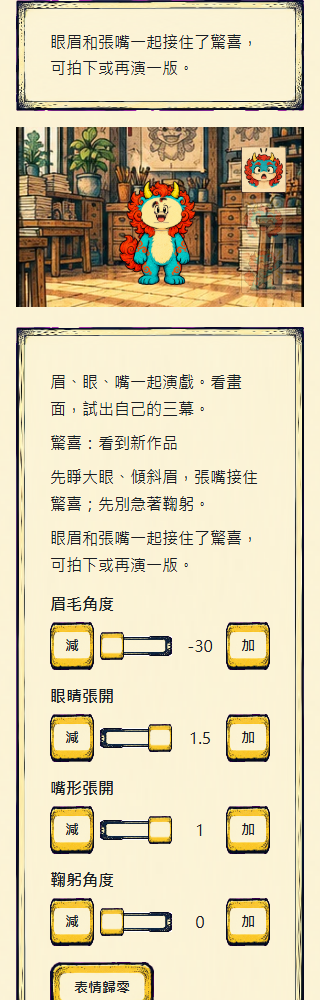 眼眉和張嘴一起接住了驚喜，
可拍下或再演一版。
眉、眼、嘴一起演戲。看畫
面，試出自己的三幕。
驚喜：看到新作品
先睜大眼、傾斜眉，張嘴接住
驚喜；先別急著鞠躬。
眼眉和張嘴一起接住了驚喜，
可拍下或再演一版。
眉毛角度
減 -30 加
眼睛張開
減 1.5 加
嘴形張開
減 1 加
鞠躬角度
減 0 加
表情歸零